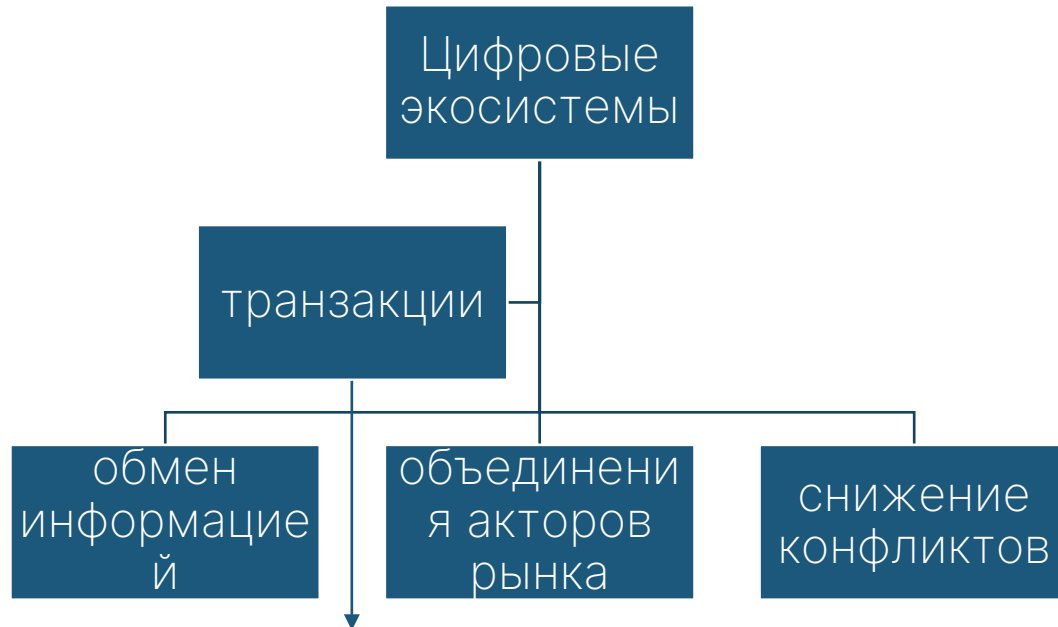 Цифровые
экосистемы
транзакции
обмен
информацие
й
объединени
я акторов
рынка
снижение
конфликтов